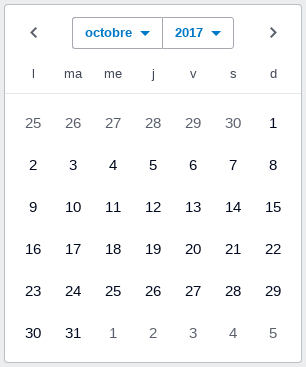 octobre 2017
l ma me j v s d
25 26 27 28 29 30 1
2 3 4 5 6 7 8
9 10 11 12 13 14 15
16 17 18 19 20 21 22
23 24 25 26 27 28 29
30 31 1 2 3 4 5